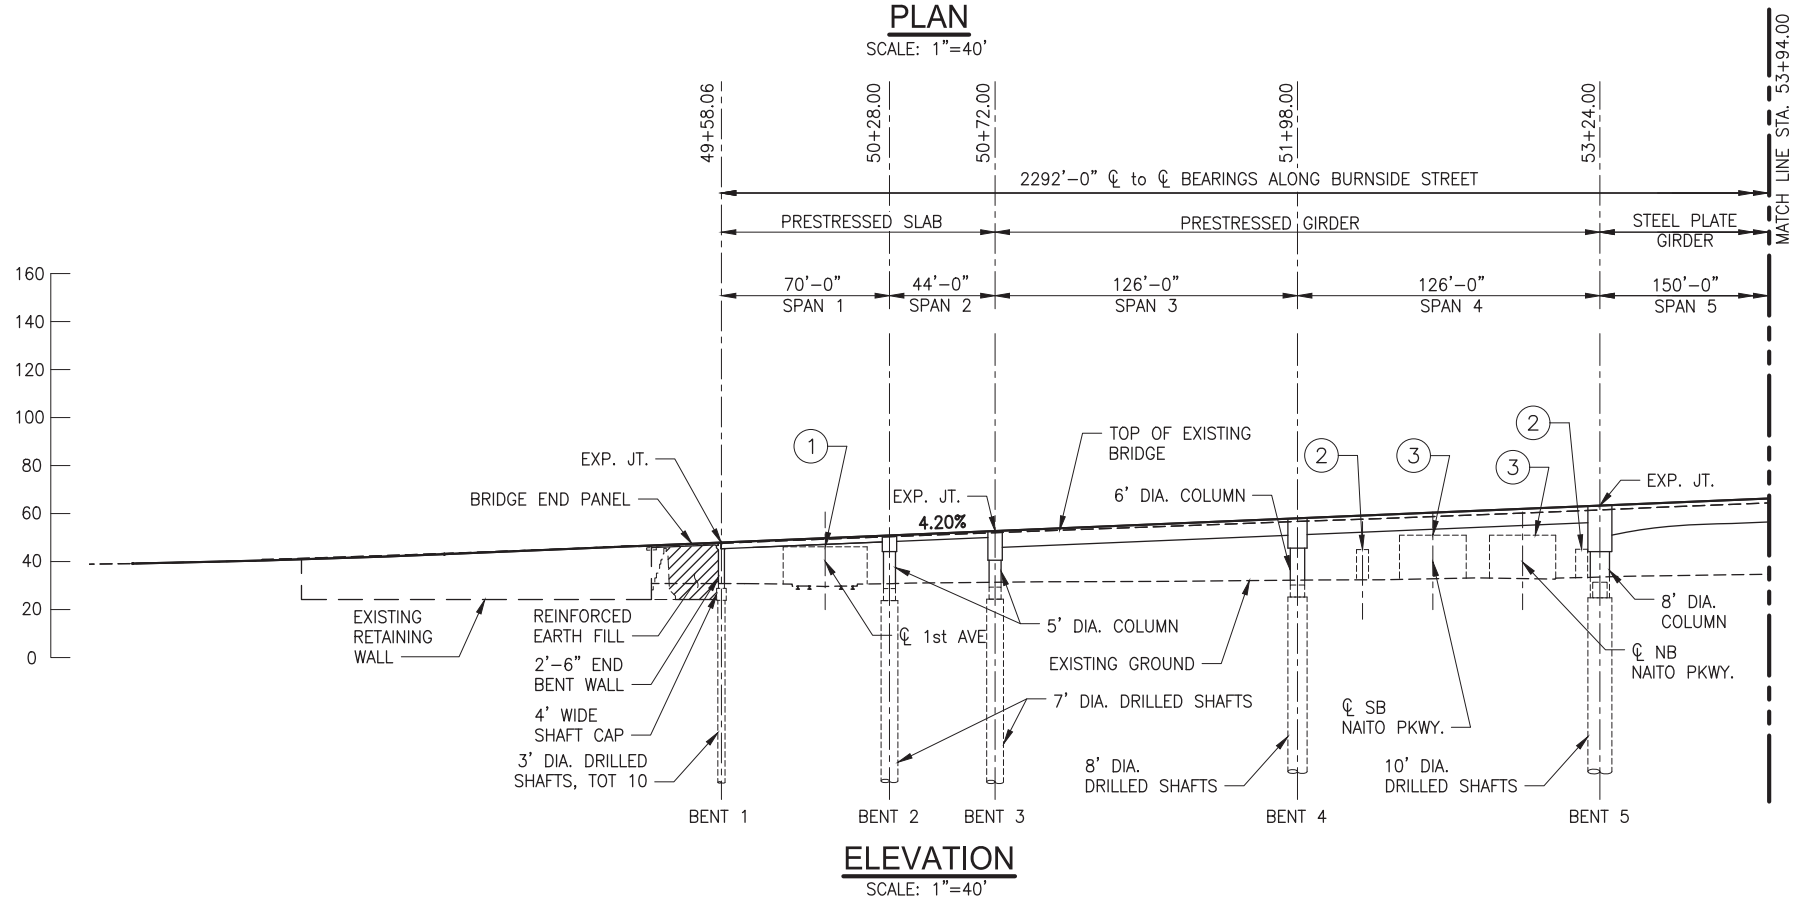 PLAN
SCALE: 1"=40'
49+58.06
50+28.00
50+72.00
51+98.00
53+24.00
MATCH LINE STA. 53+94.00
2292'-0" ℄ to ℄ BEARINGS ALONG BURNSIDE STREET
PRESTRESSED SLAB
PRESTRESSED GIRDER
STEEL PLATE
GIRDER
70'-0"
SPAN 1
44'-0"
SPAN 2
126'-0"
SPAN 3
126'-0"
SPAN 4
150'-0"
SPAN 5
160
140
120
100
80
60
40
20
0
EXP. JT.
BRIDGE END PANEL
1
EXP. JT.
4.20%
TOP OF EXISTING
BRIDGE
6' DIA. COLUMN
2
3
3
2
EXP. JT.
EXISTING
RETAINING
WALL
REINFORCED
EARTH FILL
2'-6" END
BENT WALL
4' WIDE
SHAFT CAP
3' DIA. DRILLED
SHAFTS, TOT 10
℄ 1st AVE
5' DIA. COLUMN
EXISTING GROUND
7' DIA. DRILLED SHAFTS
8' DIA.
DRILLED SHAFTS
℄ SB
NAITO PKWY.
10' DIA.
DRILLED SHAFTS
8' DIA.
COLUMN
℄ NB
NAITO PKWY.
BENT 1
BENT 2
BENT 3
BENT 4
BENT 5
ELEVATION
SCALE: 1"=40'